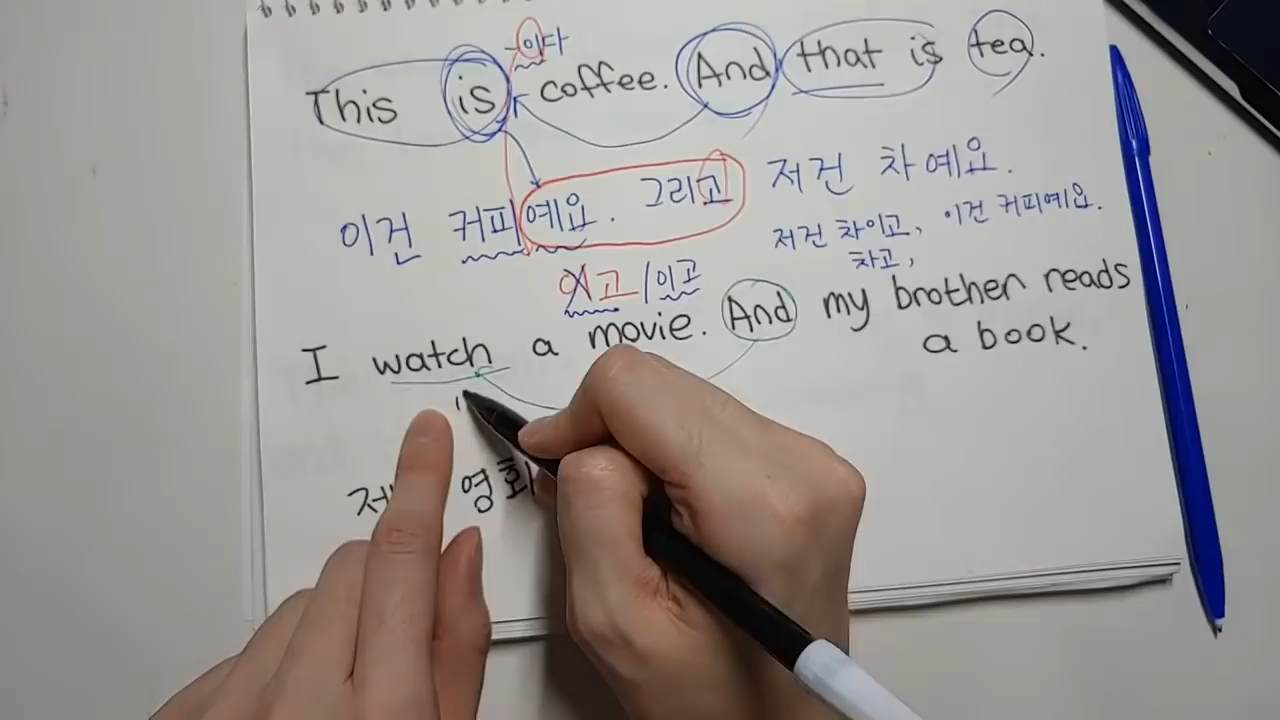 -이다
This is coffee. And that is tea.
이건 커피예요. 그리고 저건 차예요.
저건 차이고, 이건 커피예요.
차고,
이고/이고
I watch a movie. And my brother reads
a book.
영화